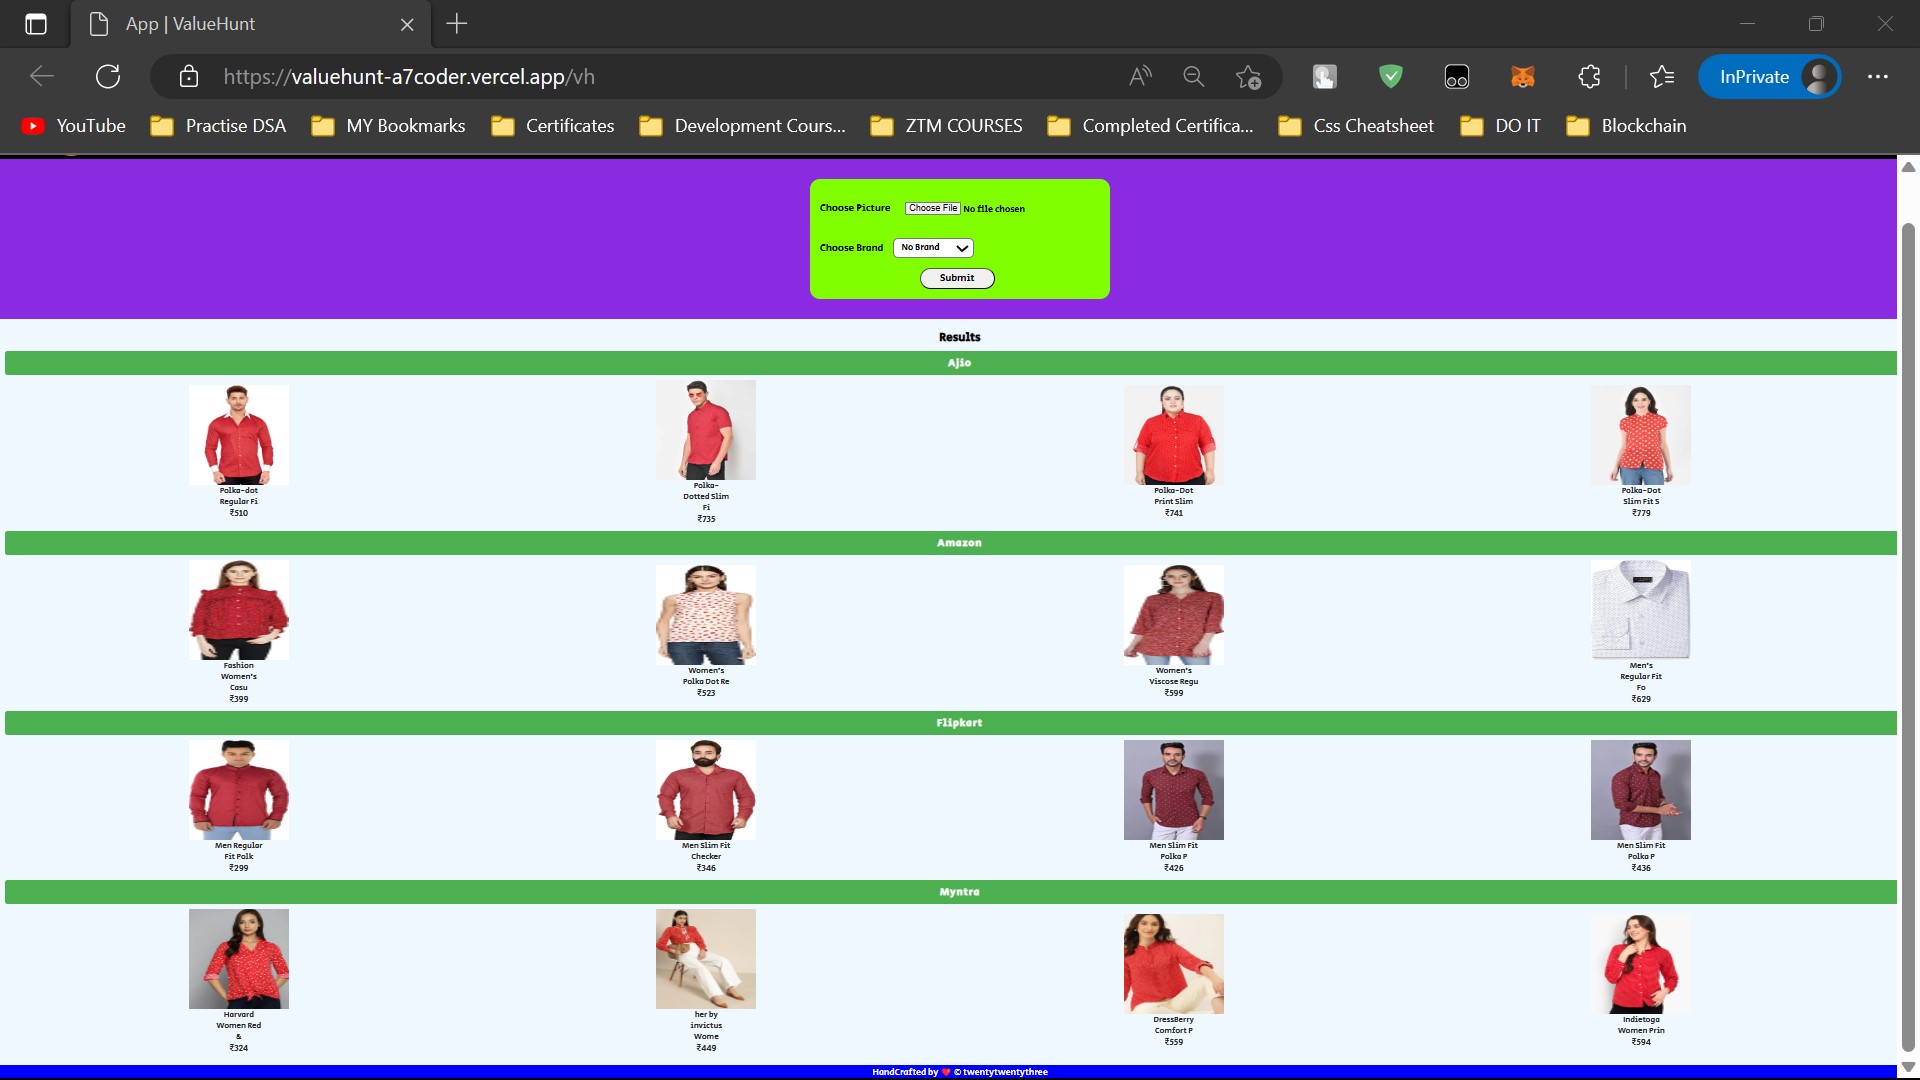 App | ValueHunt
https://valuehunt-a7coder.vercel.app/vh
InPrivate
YouTube
Practise DSA
MY Bookmarks
Certificates
Development Cours...
ZTM COURSES
Completed Certifica...
Css Cheatsheet
DO IT
Blockchain
Choose Picture Choose File No file chosen
Choose Brand No Brand
Submit
Results
Ajio
Polka-dot
Regular Fi
₹510
Polka-
Dotted Slim
Fi
₹735
Polka-Dot
Print Slim
₹741
Polka-Dot
Slim Fit S
₹779
Amazon
Fashion
Women's
Casu
₹399
Women's
Polka Dot Re
₹523
Women's
Viscose Regu
₹599
Men's
Regular Fit
Fo
₹629
Flipkart
Men Regular
Fit Polk
₹299
Men Slim Fit
Checker
₹346
Men Slim Fit
Polka P
₹426
Men Slim Fit
Polka P
₹436
Myntra
Harvard
Women Red
&
₹324
her by
invictus
Wome
₹449
DressBerry
Comfort P
₹559
Indietoga
Women Prin
₹594
HandCrafted by ❤️ © twentytwentythree